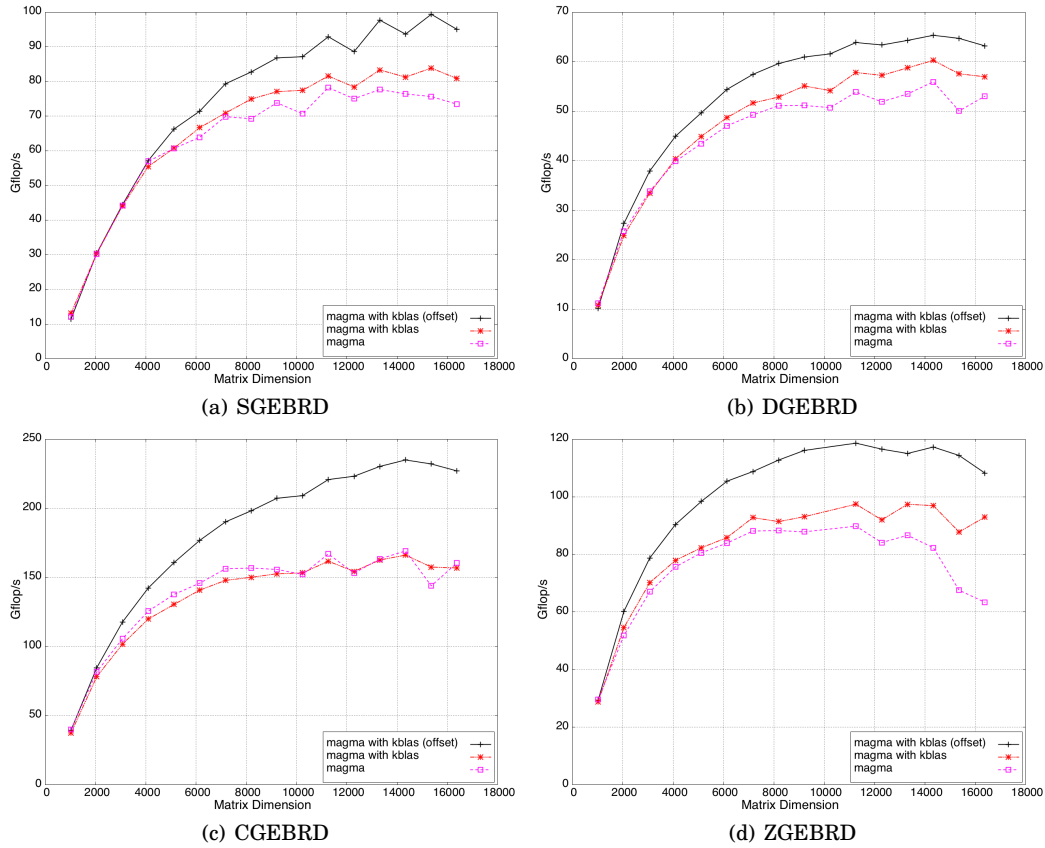 100
90
80
70
60
50
40
30
20
10
0
Gflop/s
magma with kblas (offset)
magma with kblas
magma
0 2000 4000 6000 8000 10000 12000 14000 16000 18000
Matrix Dimension
(a) SGEBRD
70
60
50
40
30
20
10
0
Gflop/s
magma with kblas (offset)
magma with kblas
magma
0 2000 4000 6000 8000 10000 12000 14000 16000 18000
Matrix Dimension
(b) DGEBRD
250
200
150
100
50
0
Gflop/s
magma with kblas (offset)
magma with kblas
magma
0 2000 4000 6000 8000 10000 12000 14000 16000 18000
Matrix Dimension
(c) CGEBRD
120
100
80
60
40
20
0
Gflop/s
magma with kblas (offset)
magma with kblas
magma
0 2000 4000 6000 8000 10000 12000 14000 16000 18000
Matrix Dimension
(d) ZGEBRD